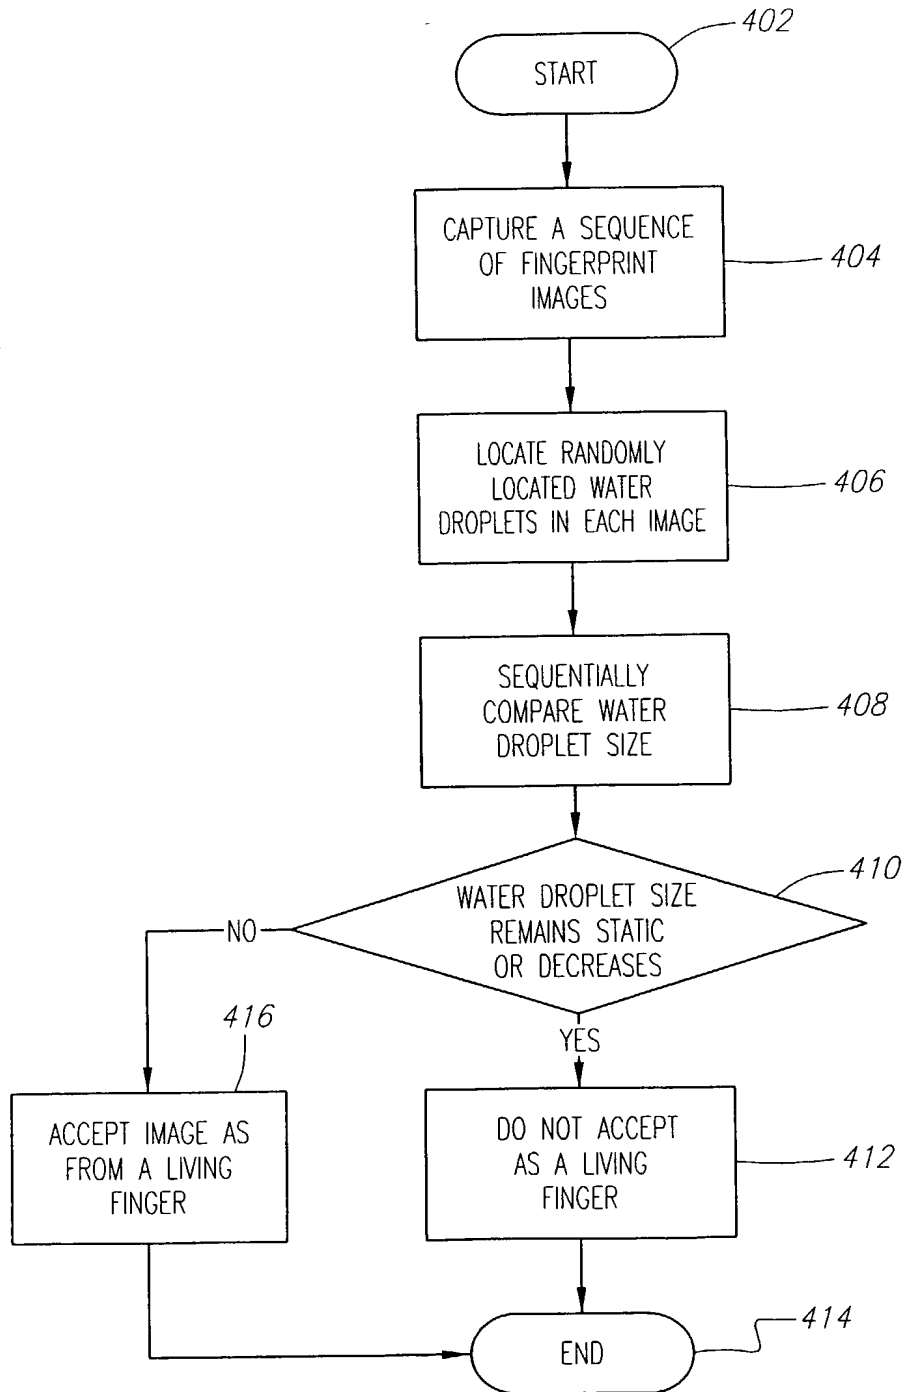 402
START
CAPTURE A SEQUENCE
OF FINGERPRINT
IMAGES
404
LOCATE RANDOMLY
LOCATED WATER
DROPLETS IN EACH IMAGE
406
SEQUENTIALLY
COMPARE WATER
DROPLET SIZE
408
410
WATER DROPLET SIZE
REMAINS STATIC
OR DECREASES
NO
YES
416
ACCEPT IMAGE AS
FROM A LIVING
FINGER
DO NOT ACCEPT
AS A LIVING
FINGER
412
END
414